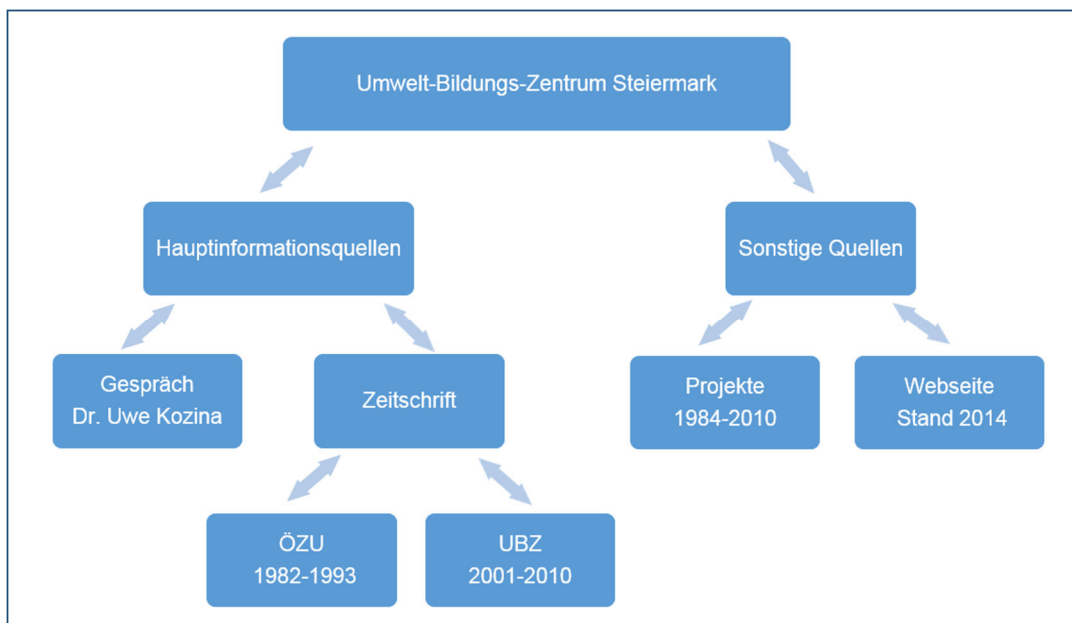 Umwelt-Bildungs-Zentrum Steiermark
Hauptinformationsquellen
Sonstige Quellen
Gespräch
Dr. Uwe Kozina
Zeitschrift
Projekte
1984-2010
Webseite
Stand 2014
ÖZU
1982-1993
UBZ
2001-2010